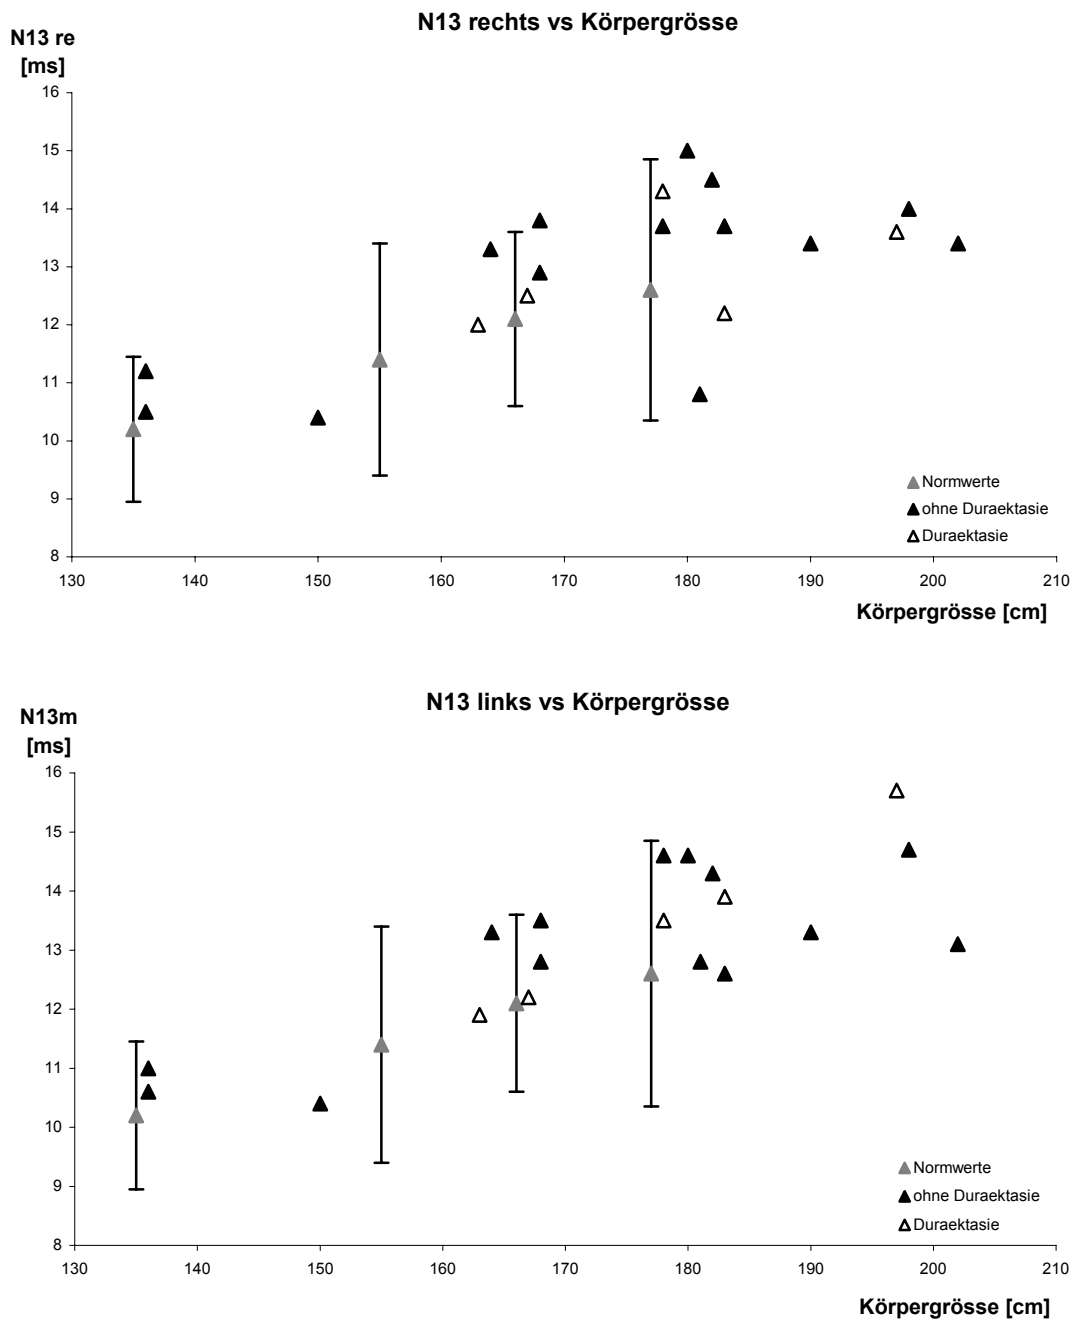 N13 rechts vs Körpergrösse
N13 re
[ms]
16
15
14
13
12
11
10
9
8
Normwerte
ohne Duraektasie
Duraektasie
130 140 150 160 170 180 190 200 210
Körpergrösse [cm]
N13 links vs Körpergrösse
N13m
[ms]
16
15
14
13
12
11
10
9
8
Normwerte
ohne Duraektasie
Duraektasie
130 140 150 160 170 180 190 200 210
Körpergrösse [cm]